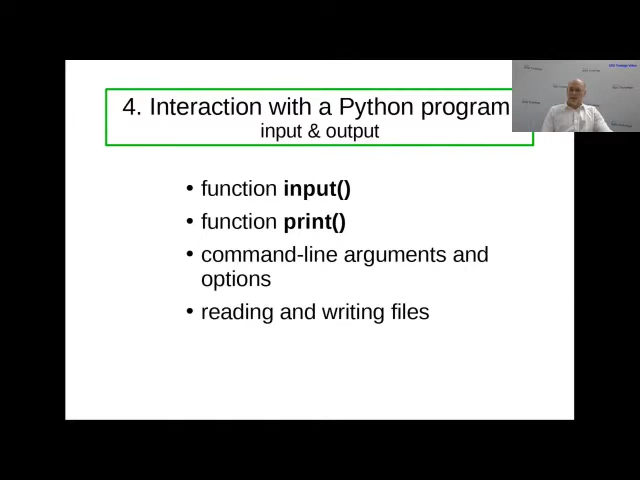 4. Interaction with a Python program
input & output
• function input()
• function print()
• command-line arguments and
options
• reading and writing files